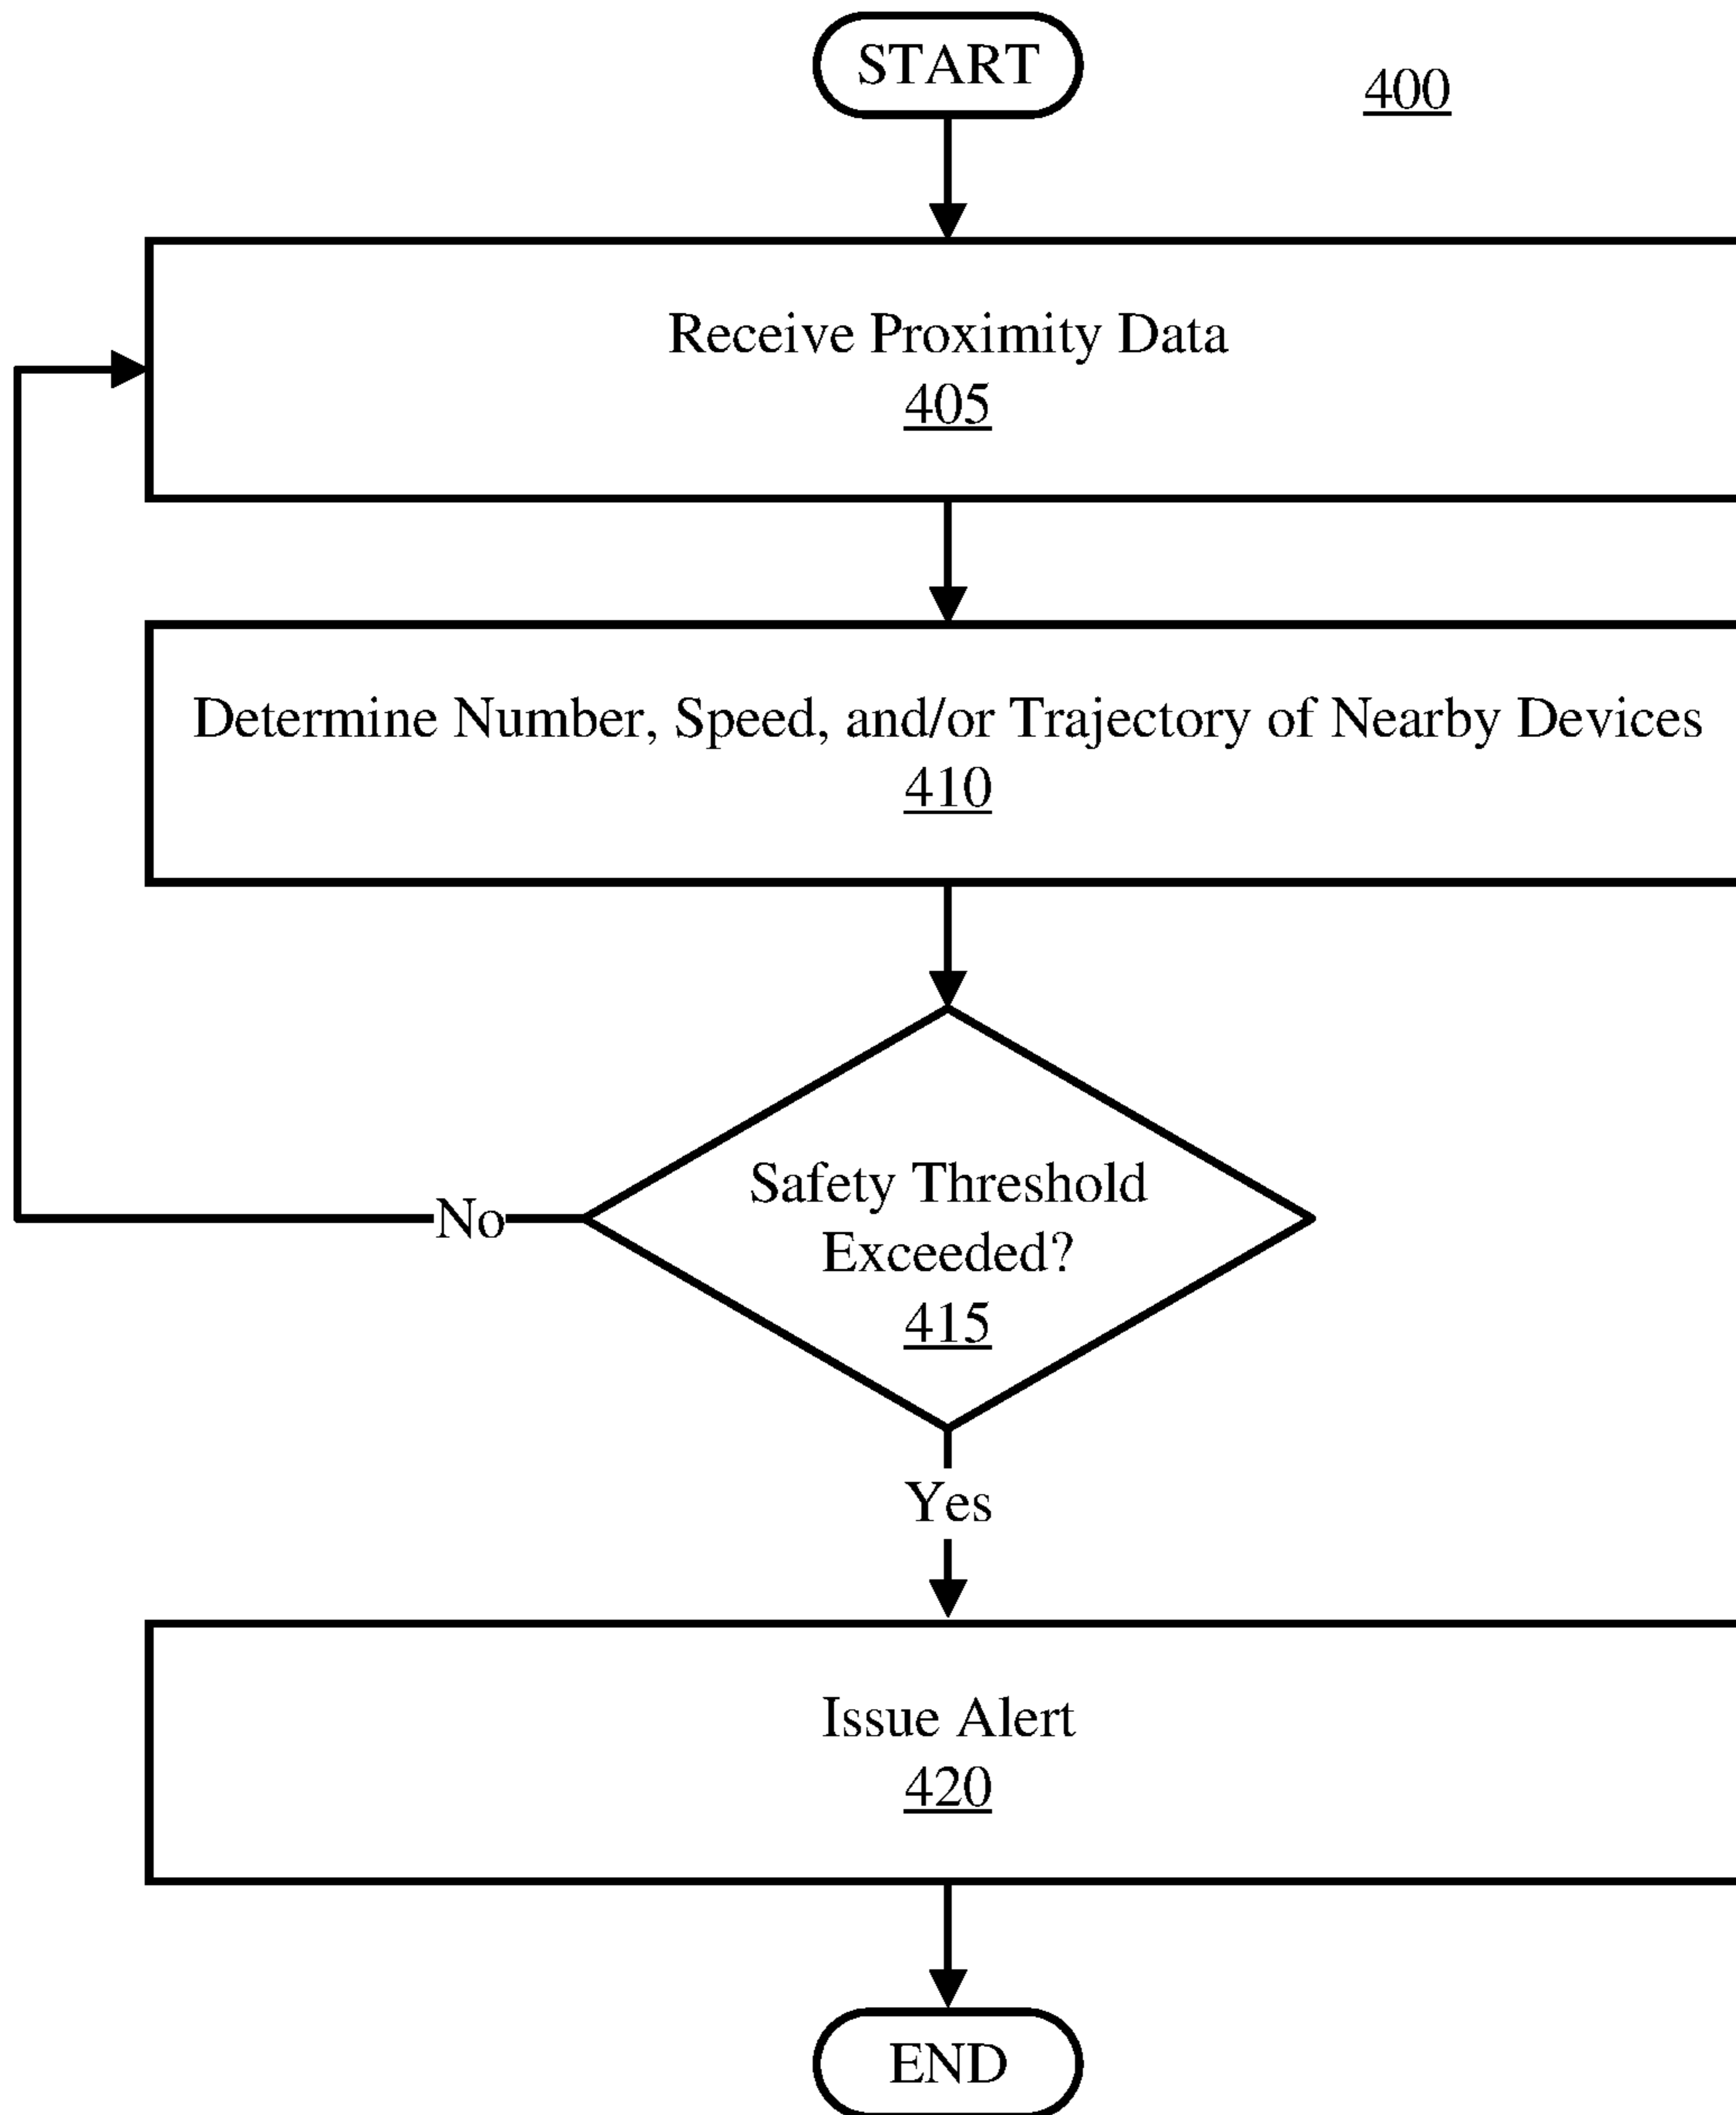 START
400
Receive Proximity Data
405
Determine Number, Speed, and/or Trajectory of Nearby Devices
410
Safety Threshold
Exceeded?
415
No
Yes
Issue Alert
420
END